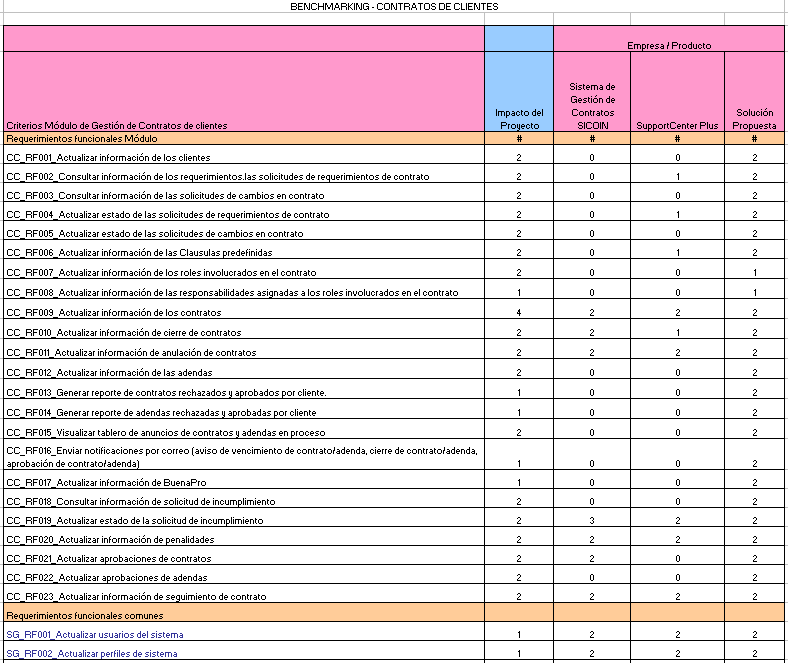 BENCHMARKING - CONTRATOS DE CLIENTES
Empresa / Producto
Criterios Módulo de Gestión de Contratos de clientes
Impacto del
Proyecto
Sistema de
Gestión de
Contratos
SICOIN
SupportCenter Plus
Solución
Propuesta
Requerimientos funcionales Módulo # # # #
CC_RF001_Actualizar información de los clientes 2 0 0 2
CC_RF002_Consultar información de los requerimientos.las solicitudes de requerimientos de contrato 2 0 1 2
CC_RF003_Consultar información de las solicitudes de cambios en contrato 2 0 0 2
CC_RF004_Actualizar estado de las solicitudes de requerimientos de contrato 2 0 1 2
CC_RF005_Actualizar estado de las solicitudes de cambios en contrato 2 0 0 2
CC_RF006_Actualizar información de las Clausulas predefinidas 2 0 1 2
CC_RF007_Actualizar información de los roles involucrados en el contrato 2 0 0 1
CC_RF008_Actualizar información de las responsabilidades asignadas a los roles involucrados en el contrato 1 0 0 1
CC_RF009_Actualizar información de los contratos 4 2 2 2
CC_RF010_Actualizar información de cierre de contratos 2 2 1 2
CC_RF011_Actualizar información de anulación de contratos 2 2 2 2
CC_RF012_Actualizar información de las adendas 2 0 0 2
CC_RF013_Generar reporte de contratos rechazados y aprobados por cliente. 1 0 0 2
CC_RF014_Generar reporte de adendas rechazadas y aprobadas por cliente 1 0 0 2
CC_RF015_Visualizar tablero de anuncios de contratos y adendas en proceso 2 0 0 2
CC_RF016_Enviar notificaciones por correo (aviso de vencimiento de contrato/adenda, cierre de contrato/adenda,
aprobación de contrato/adenda) 1 0 0 2
CC_RF017_Actualizar información de BuenaPro 1 0 0 2
CC_RF018_Consultar información de solicitud de incumplimiento 2 0 0 2
CC_RF019_Actualizar estado de la solicitud de incumplimiento 2 3 2 2
CC_RF020_Actualizar información de penalidades 2 2 2 2
CC_RF021_Actualizar aprobaciones de contratos 2 2 0 2
CC_RF022_Actualizar aprobaciones de adendas 2 0 0 2
CC_RF023_Actualizar información de seguimiento de contrato 2 2 2 2
Requerimientos funcionales comunes
SG_RF001_Actualizar usuarios del sistema 1 2 2 2
SG_RF002_Actualizar perfiles de sistema 1 2 2 2